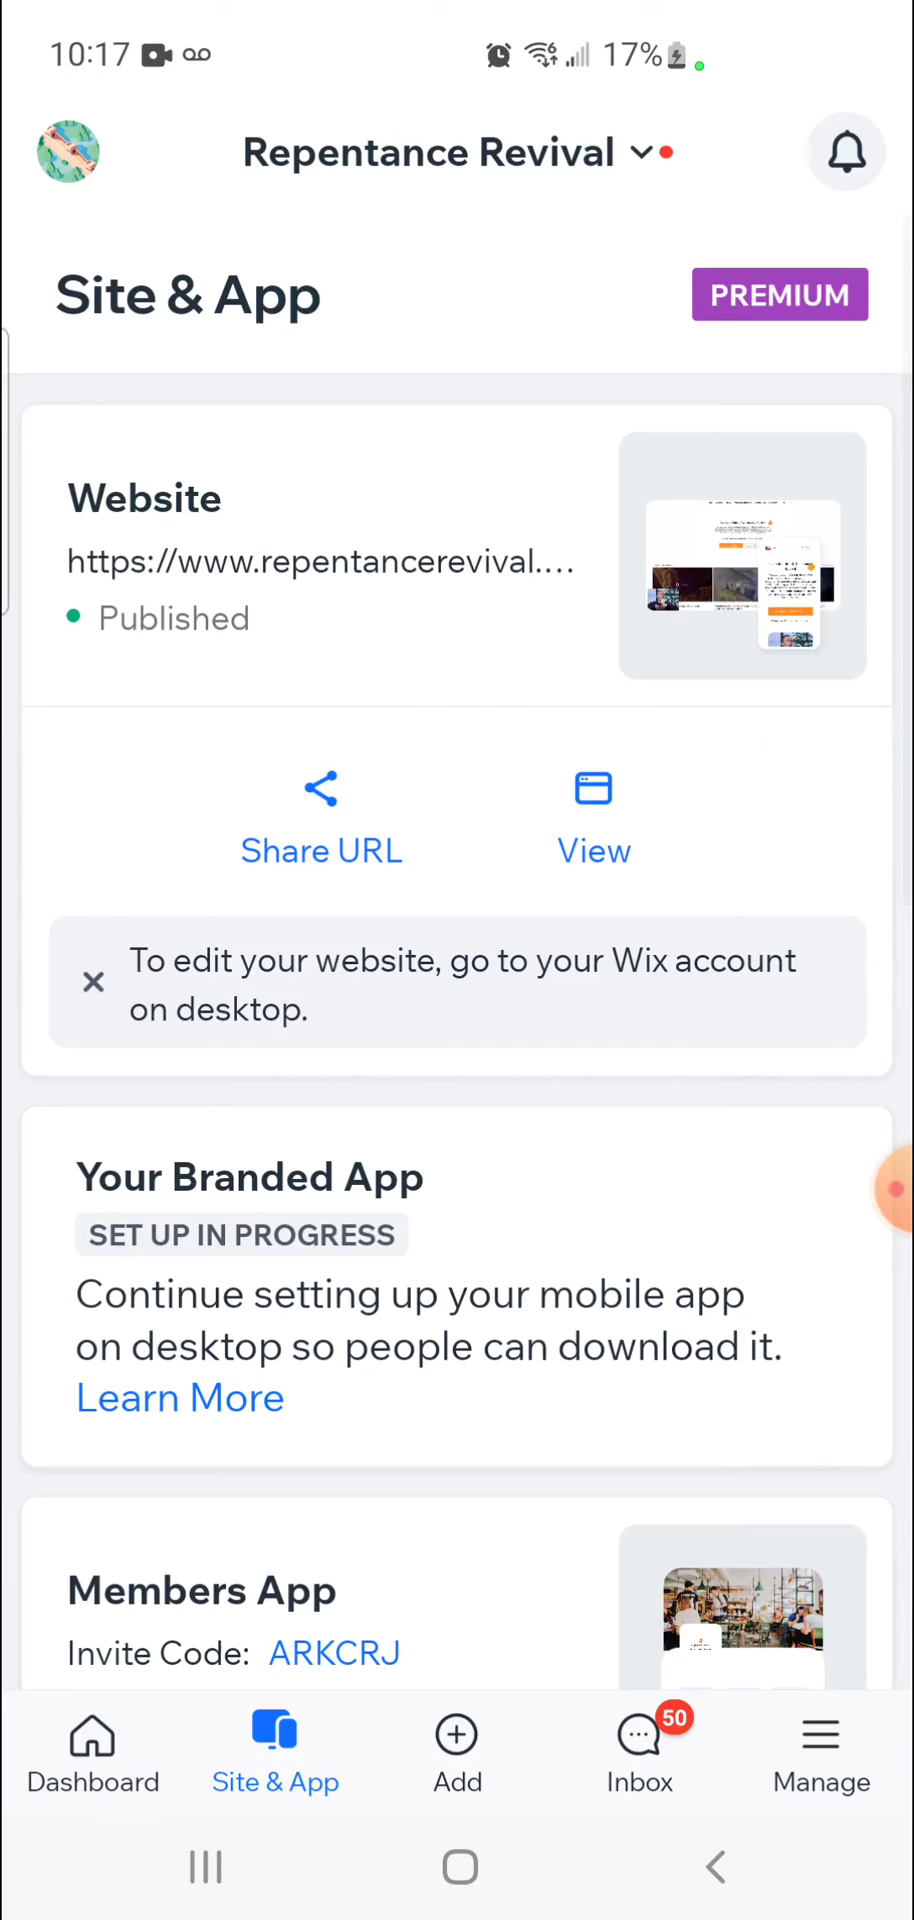 10:17
17%
Repentance Revival
Site & App
PREMIUM
Website
https://www.repentancerevival....
Published
Share URL
View
To edit your website, go to your Wix account
on desktop.
Your Branded App
SET UP IN PROGRESS
Continue setting up your mobile app
on desktop so people can download it.
Learn More
Members App
Invite Code: ARKCRJ
50
Dashboard
Site & App
Add
Inbox
Manage